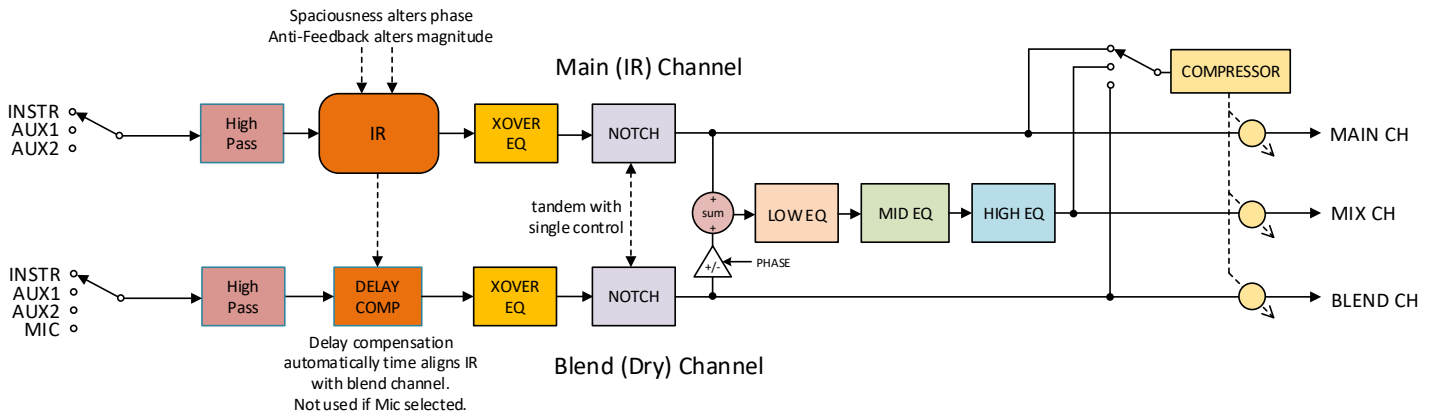 Spaciousness alters phase
Anti-Feedback alters magnitude
Main (IR) Channel
INSTR
AUX1
AUX2
High
Pass
IR
XOVER
EQ
NOTCH
COMPRESSOR
MAIN CH
tandem with
single control
+
sum
+
LOW EQ
MID EQ
HIGH EQ
MIX CH
+/-
PHASE
INSTR
AUX1
AUX2
MIC
High
Pass
DELAY
COMP
XOVER
EQ
NOTCH
BLEND CH
Delay compensation
automatically time aligns IR
with blend channel.
Not used if Mic selected.
Blend (Dry) Channel